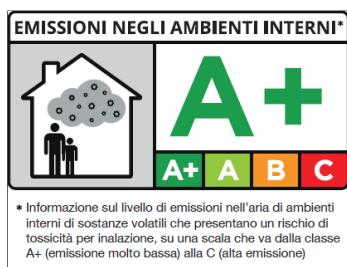 EMISSIONI NEGLI AMBIENTI INTERNI*
A+
A+ A B C
* Informazione sul livello di emissioni nell'aria di ambienti
interni di sostanze volatili che presentano un rischio di
tossicità per inalazione, su una scala che va dalla classe
A+ (emissione molto bassa) alla C (alta emissione)